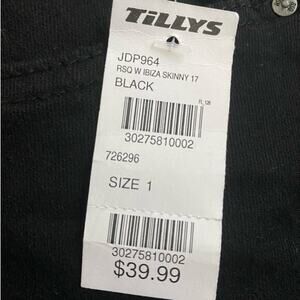 TILLYS
JDP964
RSQ W IBIZA SKINNY 17
BLACK
30275810002
726296
SIZE 1
30275810002
$39.99